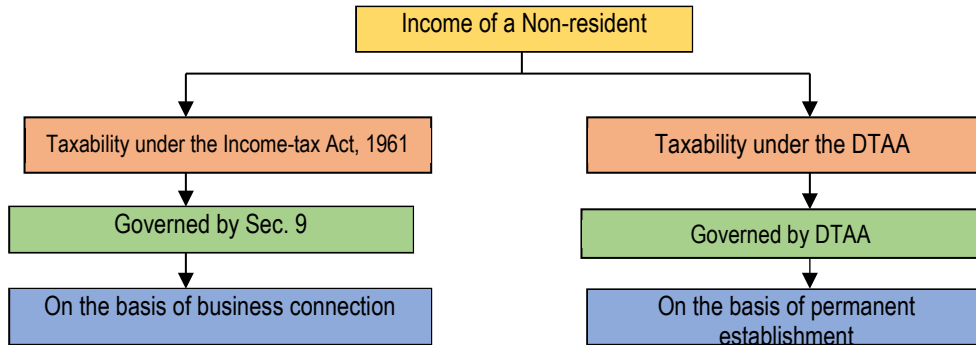 Income of a Non-resident
Taxability under the Income-tax Act, 1961
Taxability under the DTAA
Governed by Sec. 9
Governed by DTAA
On the basis of business connection
On the basis of permanent
establishment